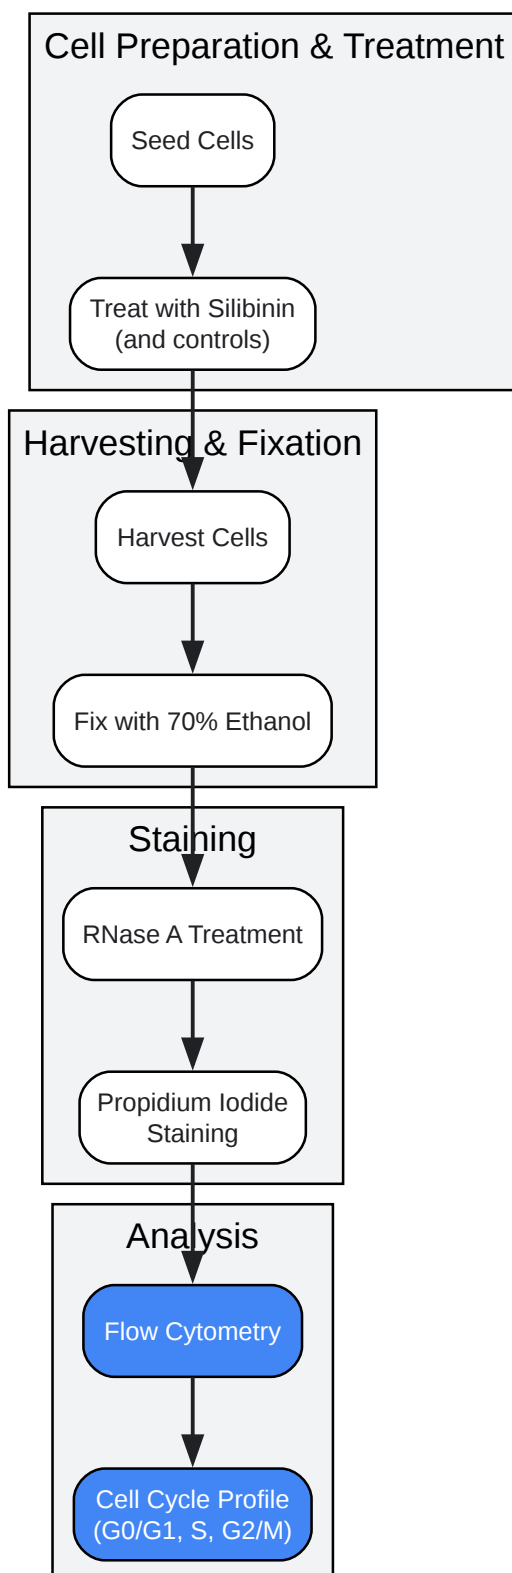 Cell Preparation & Treatment
Seed Cells
Treat with Silibinin
(and controls)
Harvesting & Fixation
Harvest Cells
Fix with 70% Ethanol
Staining
RNase A Treatment
Propidium Iodide
Staining
Analysis
Flow Cytometry
Cell Cycle Profile
(G0/G1, S, G2/M)